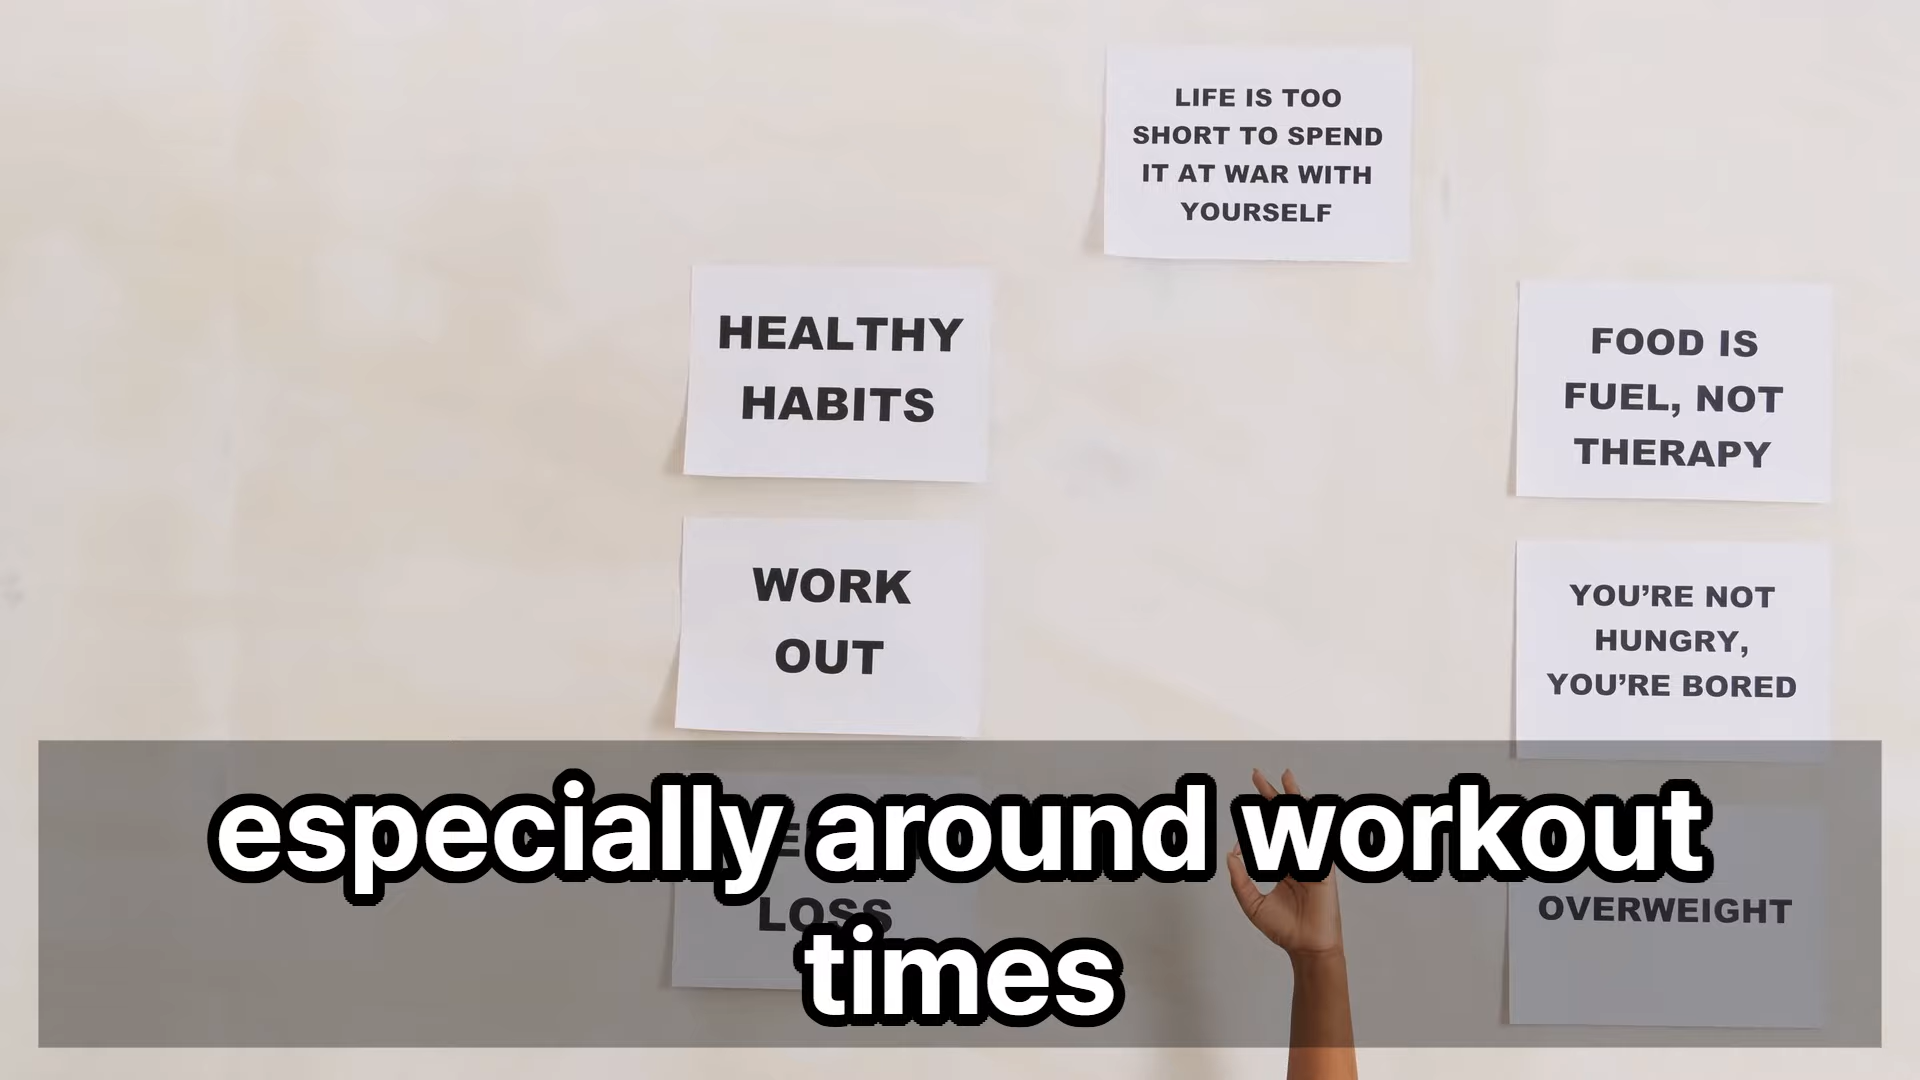 LIFE IS TOO
SHORT TO SPEND
IT AT WAR WITH
YOURSELF
HEALTHY
HABITS
FOOD IS
FUEL, NOT
THERAPY
WORK
OUT
YOU’RE NOT
HUNGRY,
YOU’RE BORED
LOSS
OVERWEIGHT
especially around workout
times